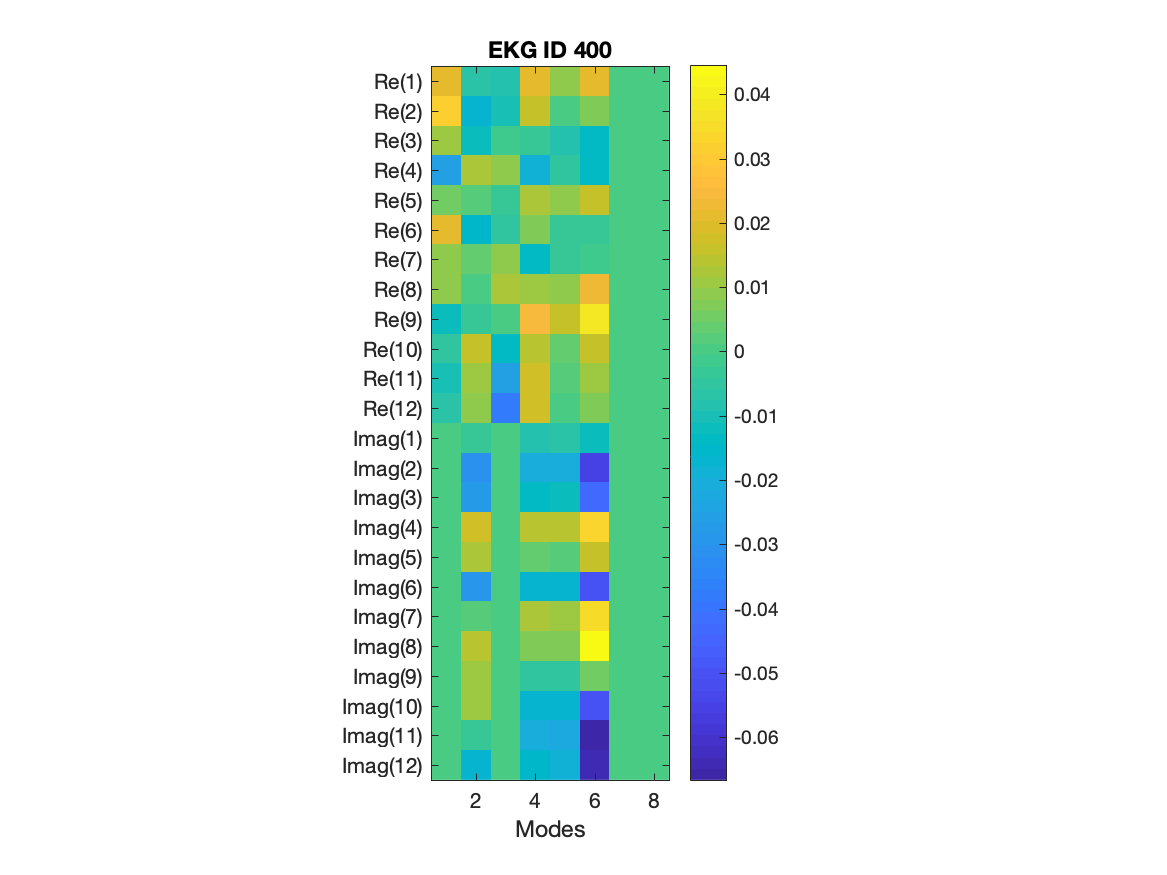 EKG ID 400
Re(1)
Re(2)
Re(3)
Re(4)
Re(5)
Re(6)
Re(7)
Re(8)
Re(9)
Re(10)
Re(11)
Re(12)
Imag(1)
Imag(2)
Imag(3)
Imag(4)
Imag(5)
Imag(6)
Imag(7)
Imag(8)
Imag(9)
Imag(10)
Imag(11)
Imag(12)
2 4 6 8
Modes
0.04
0.03
0.02
0.01
0
-0.01
-0.02
-0.03
-0.04
-0.05
-0.06